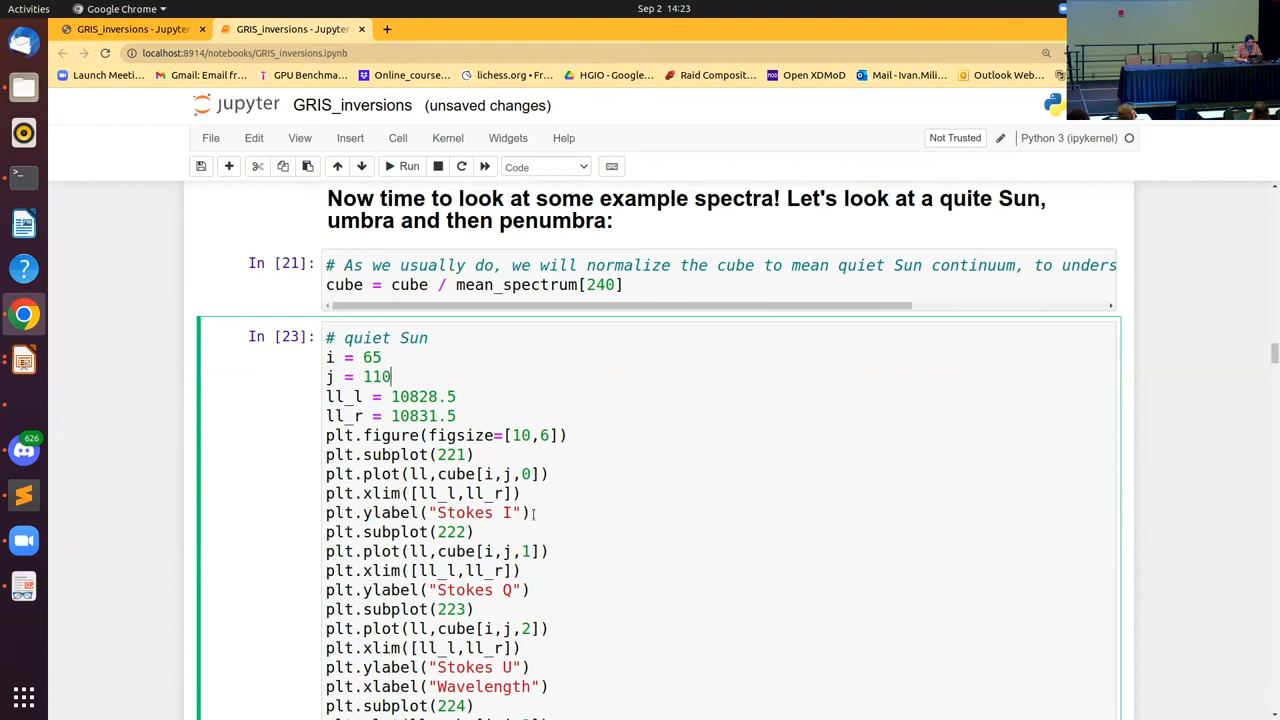 Activities
Google Chrome
Sep 2 14:23
GRIS_inversions - Jupyter
GRIS_inversions - Jupyter
localhost:8914/notebooks/GRIS_inversions.ipynb
Launch Meeti...
Gmail: Email fr...
GPU Benchma...
Online_course...
lichess.org • Fr...
HGIO - Google...
Raid Composit...
Open XDMoD
Mail - Ivan.Mili...
Outlook Web...
jupyter GRIS_inversions (unsaved changes)
File Edit View Insert Cell Kernel Widgets Help
Not Trusted
Python 3 (ipykernel)
Run
Code
Now time to look at some example spectra! Let's look at a quite Sun,
umbra and then penumbra:
In [21]: # As we usually do, we will normalize the cube to mean quiet Sun continuum, to unders
cube = cube / mean_spectrum[240]
In [23]: # quiet Sun
i = 65
j = 110
ll_l = 10828.5
ll_r = 10831.5
plt.figure(figsize=[10,6])
plt.subplot(221)
plt.plot(ll,cube[i,j,0])
plt.xlim([ll_l,ll_r])
plt.ylabel("Stokes I")
plt.subplot(222)
plt.plot(ll,cube[i,j,1])
plt.xlim([ll_l,ll_r])
plt.ylabel("Stokes Q")
plt.subplot(223)
plt.plot(ll,cube[i,j,2])
plt.xlim([ll_l,ll_r])
plt.ylabel("Stokes U")
plt.xlabel("Wavelength")
plt.subplot(224)
626